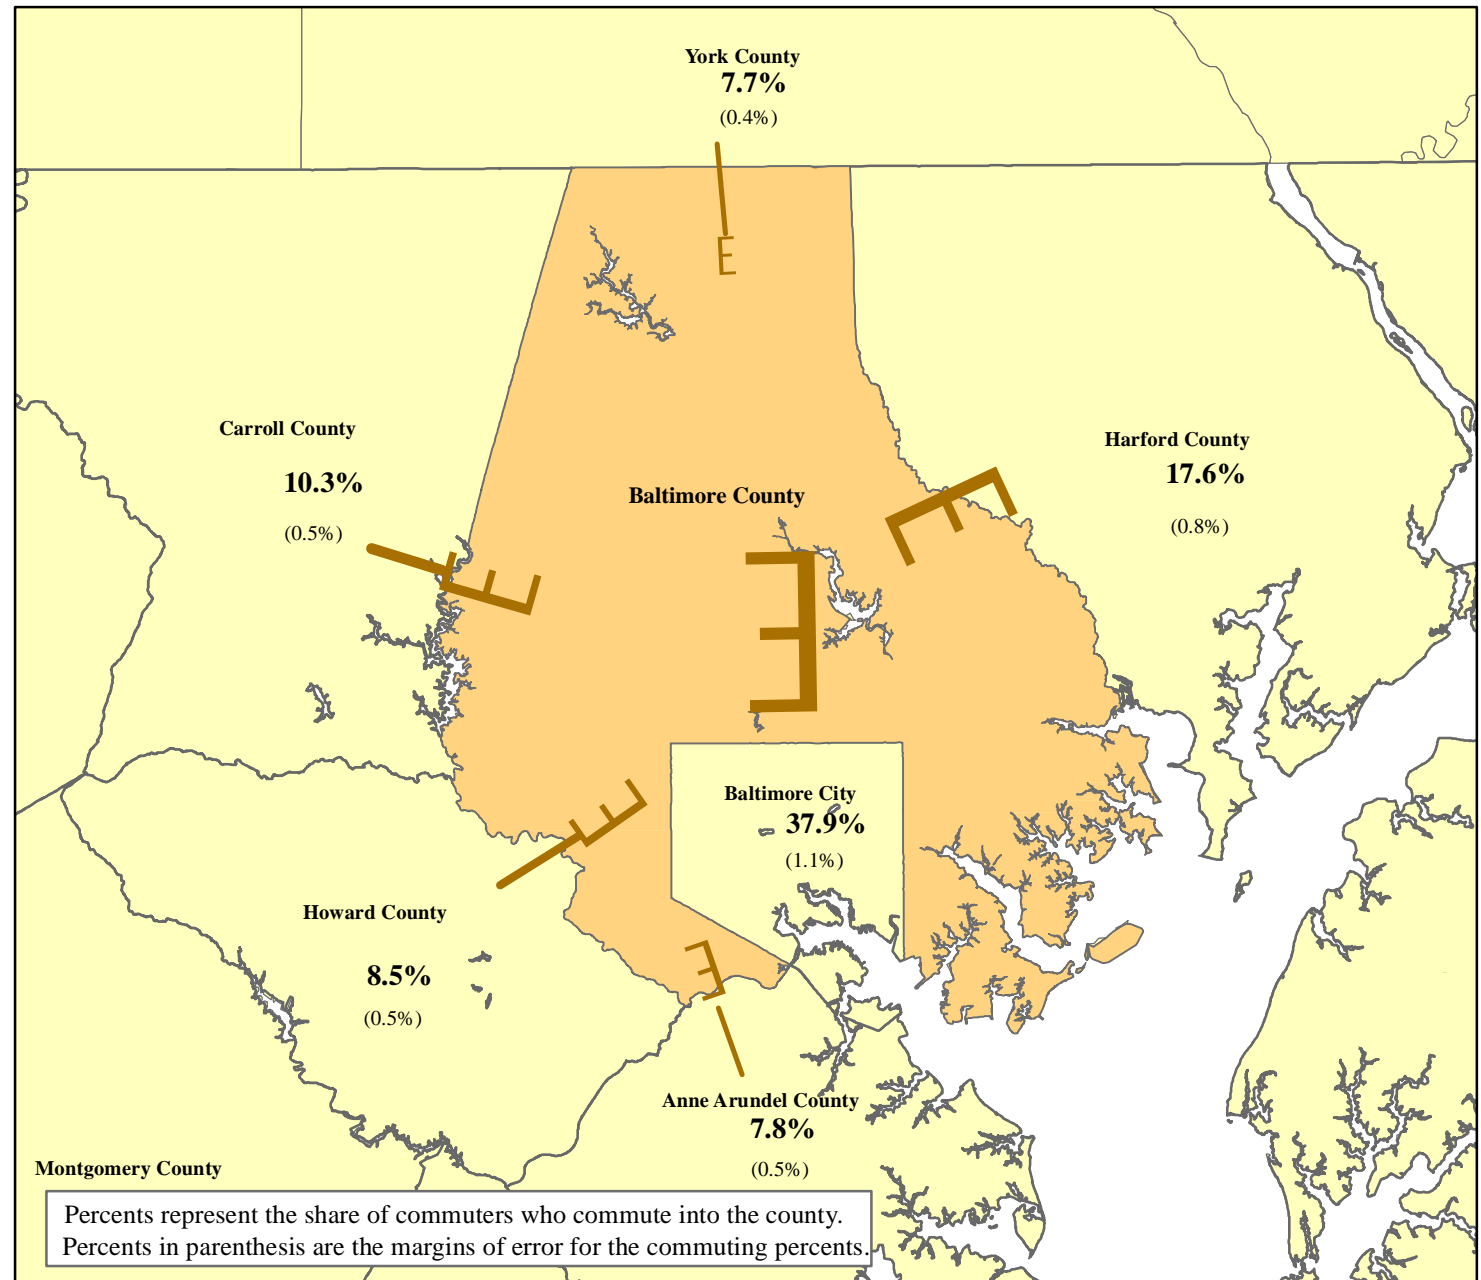 York County
7.7%
(0.4%)
Carroll County
10.3%
(0.5%)
Baltimore County
Harford County
17.6%
(0.8%)
Baltimore City
37.9%
(1.1%)
Howard County
8.5%
(0.5%)
Anne Arundel County
7.8%
(0.5%)
Montgomery County
Percents represent the share of commuters who commute into the county.
Percents in parenthesis are the margins of error for the commuting percents.